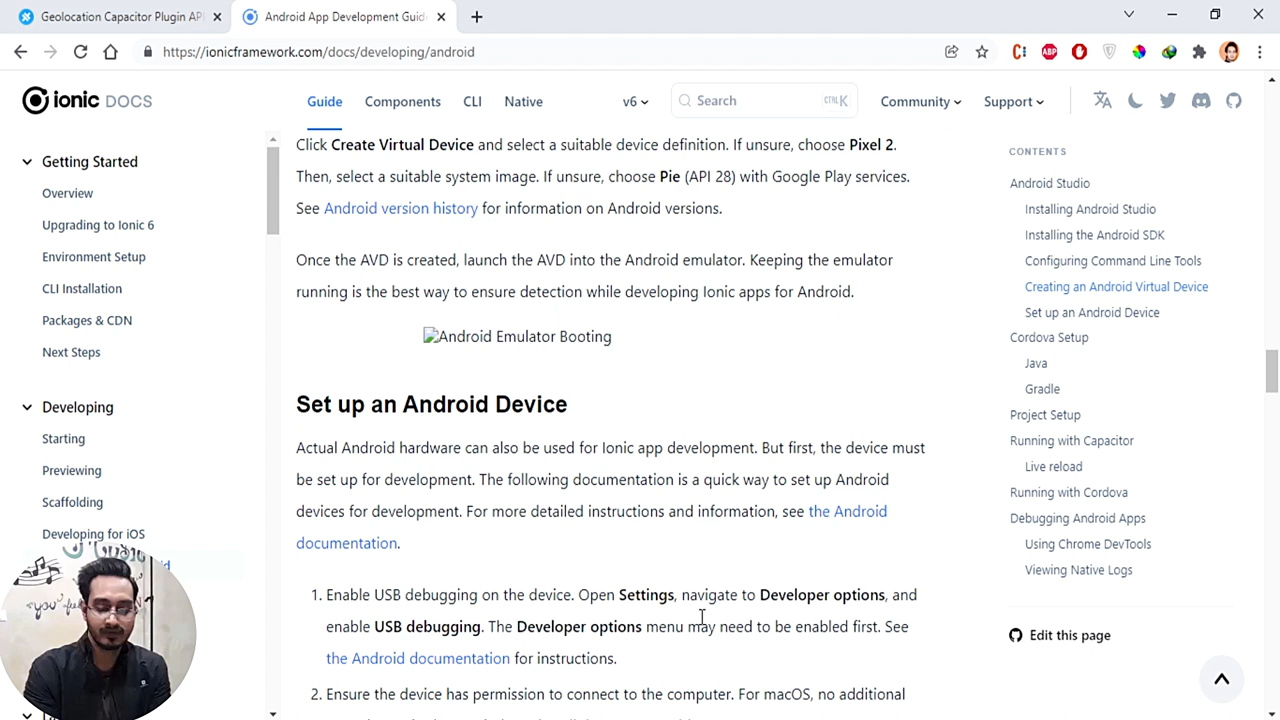 Geolocation Capacitor Plugin API
Android App Development Guide
https://ionicframework.com/docs/developing/android
ABP
ionic DOCS
Guide
Components
CLI
Native
v6
Search
CTRL K
Community
Support
Getting Started
Overview
Upgrading to Ionic 6
Environment Setup
CLI Installation
Packages & CDN
Next Steps
Developing
Starting
Previewing
Scaffolding
Developing for iOS
Click Create Virtual Device and select a suitable device definition. If unsure, choose Pixel 2.
Then, select a suitable system image. If unsure, choose Pie (API 28) with Google Play services.
See Android version history for information on Android versions.
Once the AVD is created, launch the AVD into the Android emulator. Keeping the emulator
running is the best way to ensure detection while developing Ionic apps for Android.
Android Emulator Booting
Set up an Android Device
Actual Android hardware can also be used for Ionic app development. But first, the device must
be set up for development. The following documentation is a quick way to set up Android
devices for development. For more detailed instructions and information, see the Android
documentation.
1. Enable USB debugging on the device. Open Settings, navigate to Developer options, and
enable USB debugging. The Developer options menu may need to be enabled first. See
the Android documentation for instructions.
2. Ensure the device has permission to connect to the computer. For macOS, no additional
CONTENTS
Android Studio
Installing Android Studio
Installing the Android SDK
Configuring Command Line Tools
Creating an Android Virtual Device
Set up an Android Device
Cordova Setup
Java
Gradle
Project Setup
Running with Capacitor
Live reload
Running with Cordova
Debugging Android Apps
Using Chrome DevTools
Viewing Native Logs
Edit this page